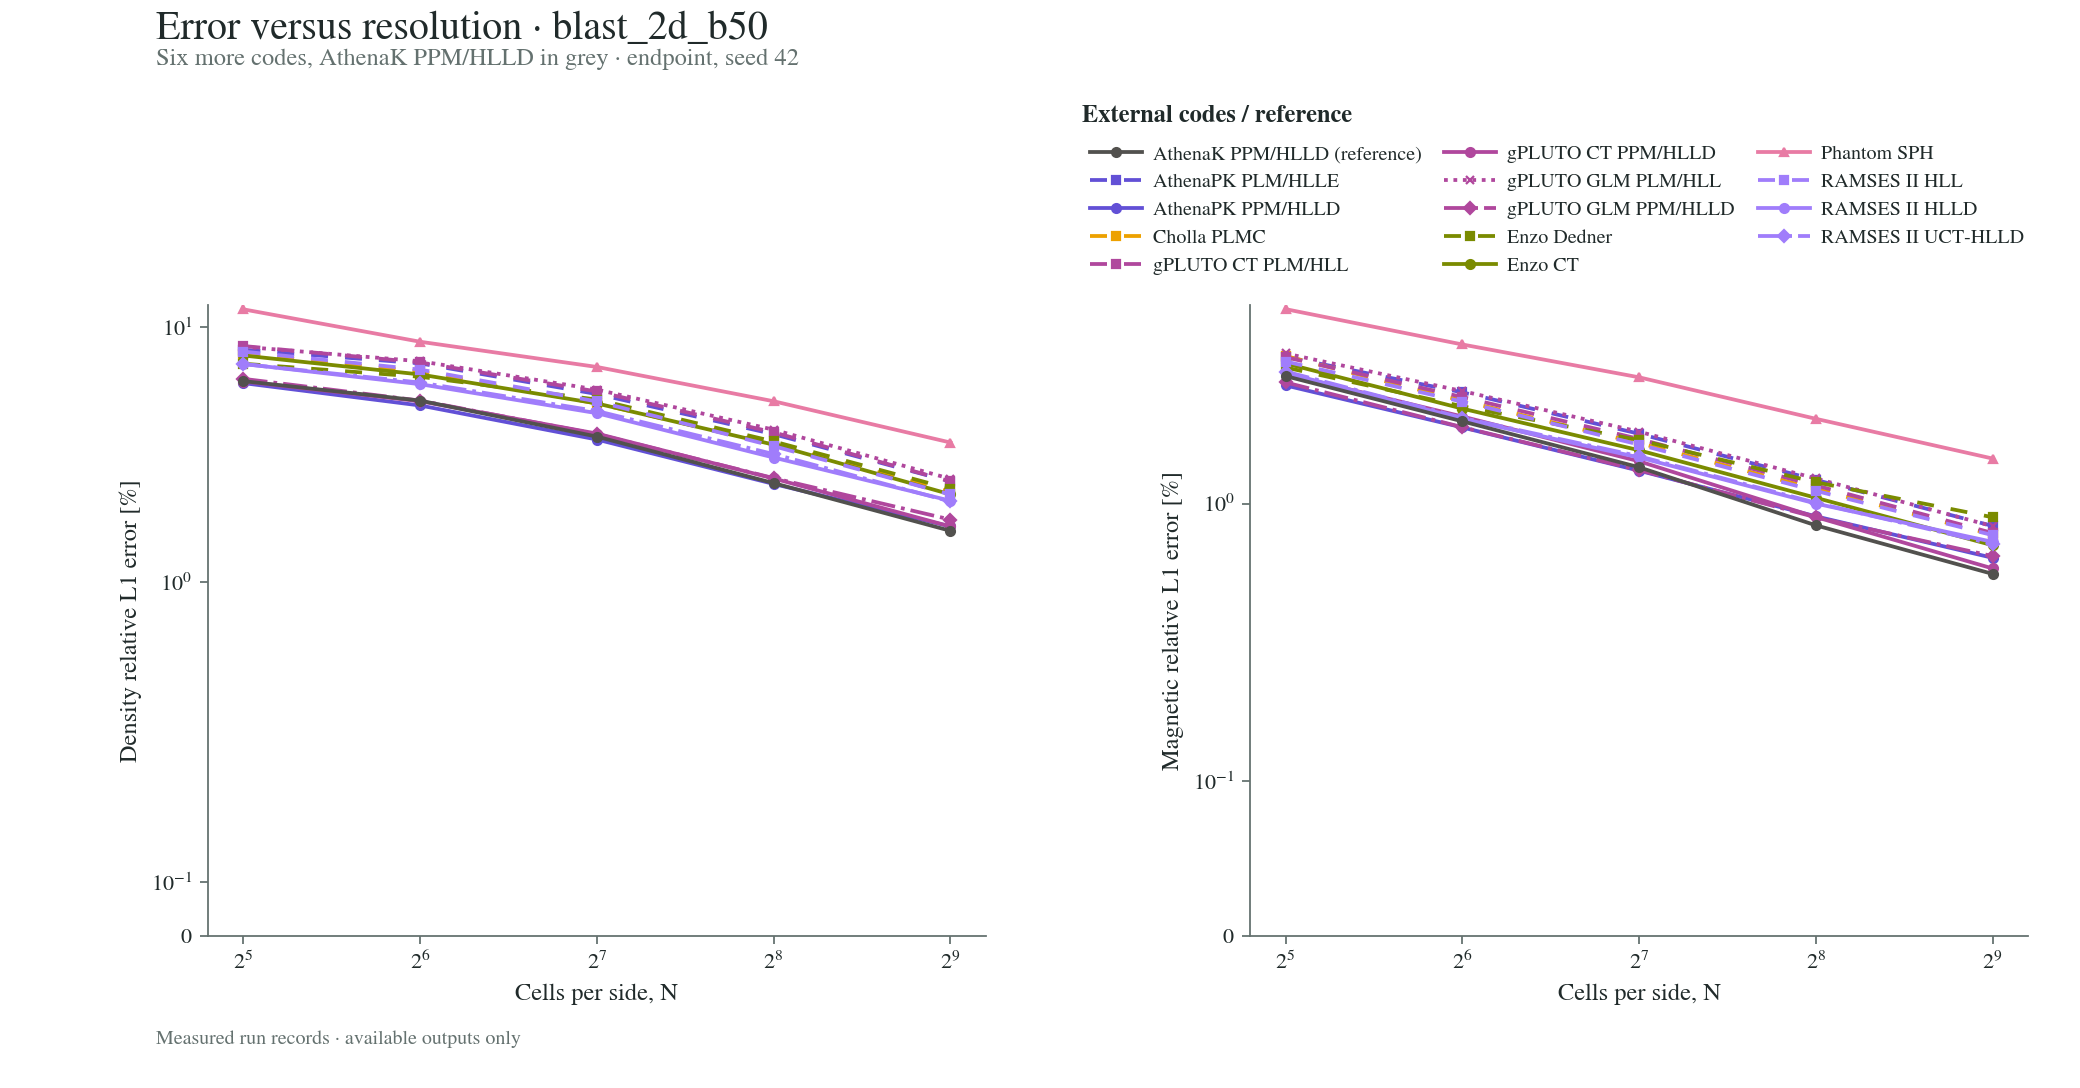 Error versus resolution · blast_2d_b50
Six more codes, AthenaK PPM/HLLD in grey · endpoint, seed 42
External codes / reference
AthenaK PPM/HLLD (reference)
AthenaPK PLM/HLLE
AthenaPK PPM/HLLD
Cholla PLMC
gPLUTO CT PLM/HLL
gPLUTO CT PPM/HLLD
gPLUTO GLM PLM/HLL
gPLUTO GLM PPM/HLLD
Enzo Dedner
Enzo CT
Phantom SPH
RAMSES II HLL
RAMSES II HLLD
RAMSES II UCT-HLLD
Density relative L1 error [%]
10¹
10⁰
10⁻¹
0
2⁵ 2⁶ 2⁷ 2⁸ 2⁹
Cells per side, N
Magnetic relative L1 error [%]
10⁰
10⁻¹
0
2⁵ 2⁶ 2⁷ 2⁸ 2⁹
Cells per side, N
Measured run records · available outputs only